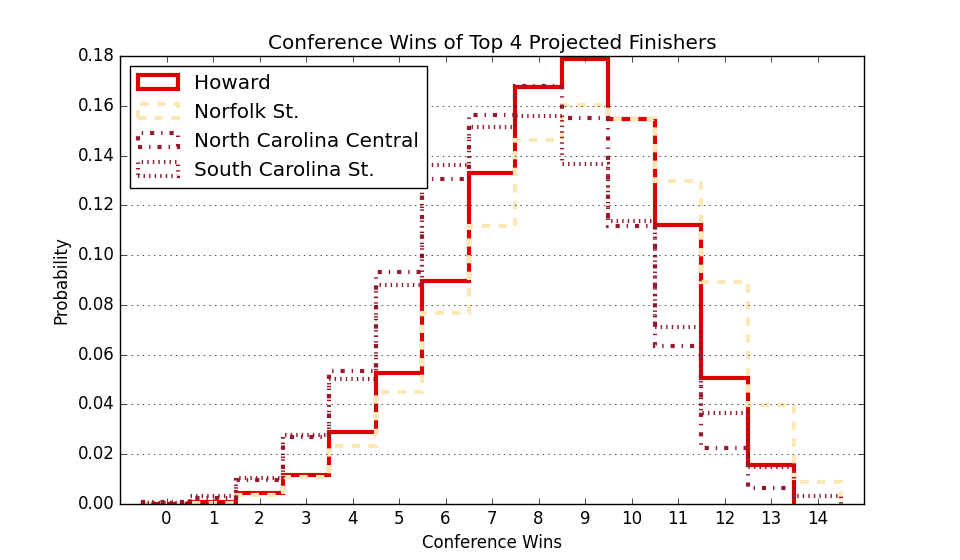 Conference Wins of Top 4 Projected Finishers
Howard
Norfolk St.
North Carolina Central
South Carolina St.
Probability
0.18
0.16
0.14
0.12
0.10
0.08
0.06
0.04
0.02
0.00
0 1 2 3 4 5 6 7 8 9 10 11 12 13 14
Conference Wins